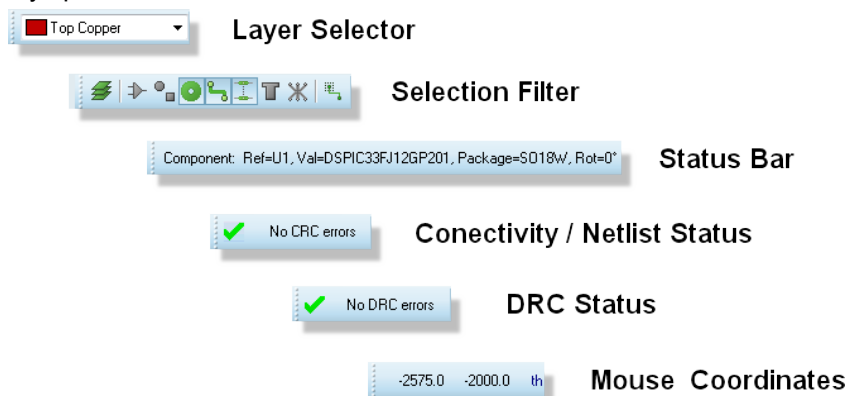 Top Copper Layer Selector
Selection Filter
Component: Ref=U1, Val=DSPIC33FJ12GP201, Package=SO18W, Rot=0° Status Bar
No CRC errors Conectivity / Netlist Status
No DRC errors DRC Status
-2575.0 -2000.0 th Mouse Coordinates